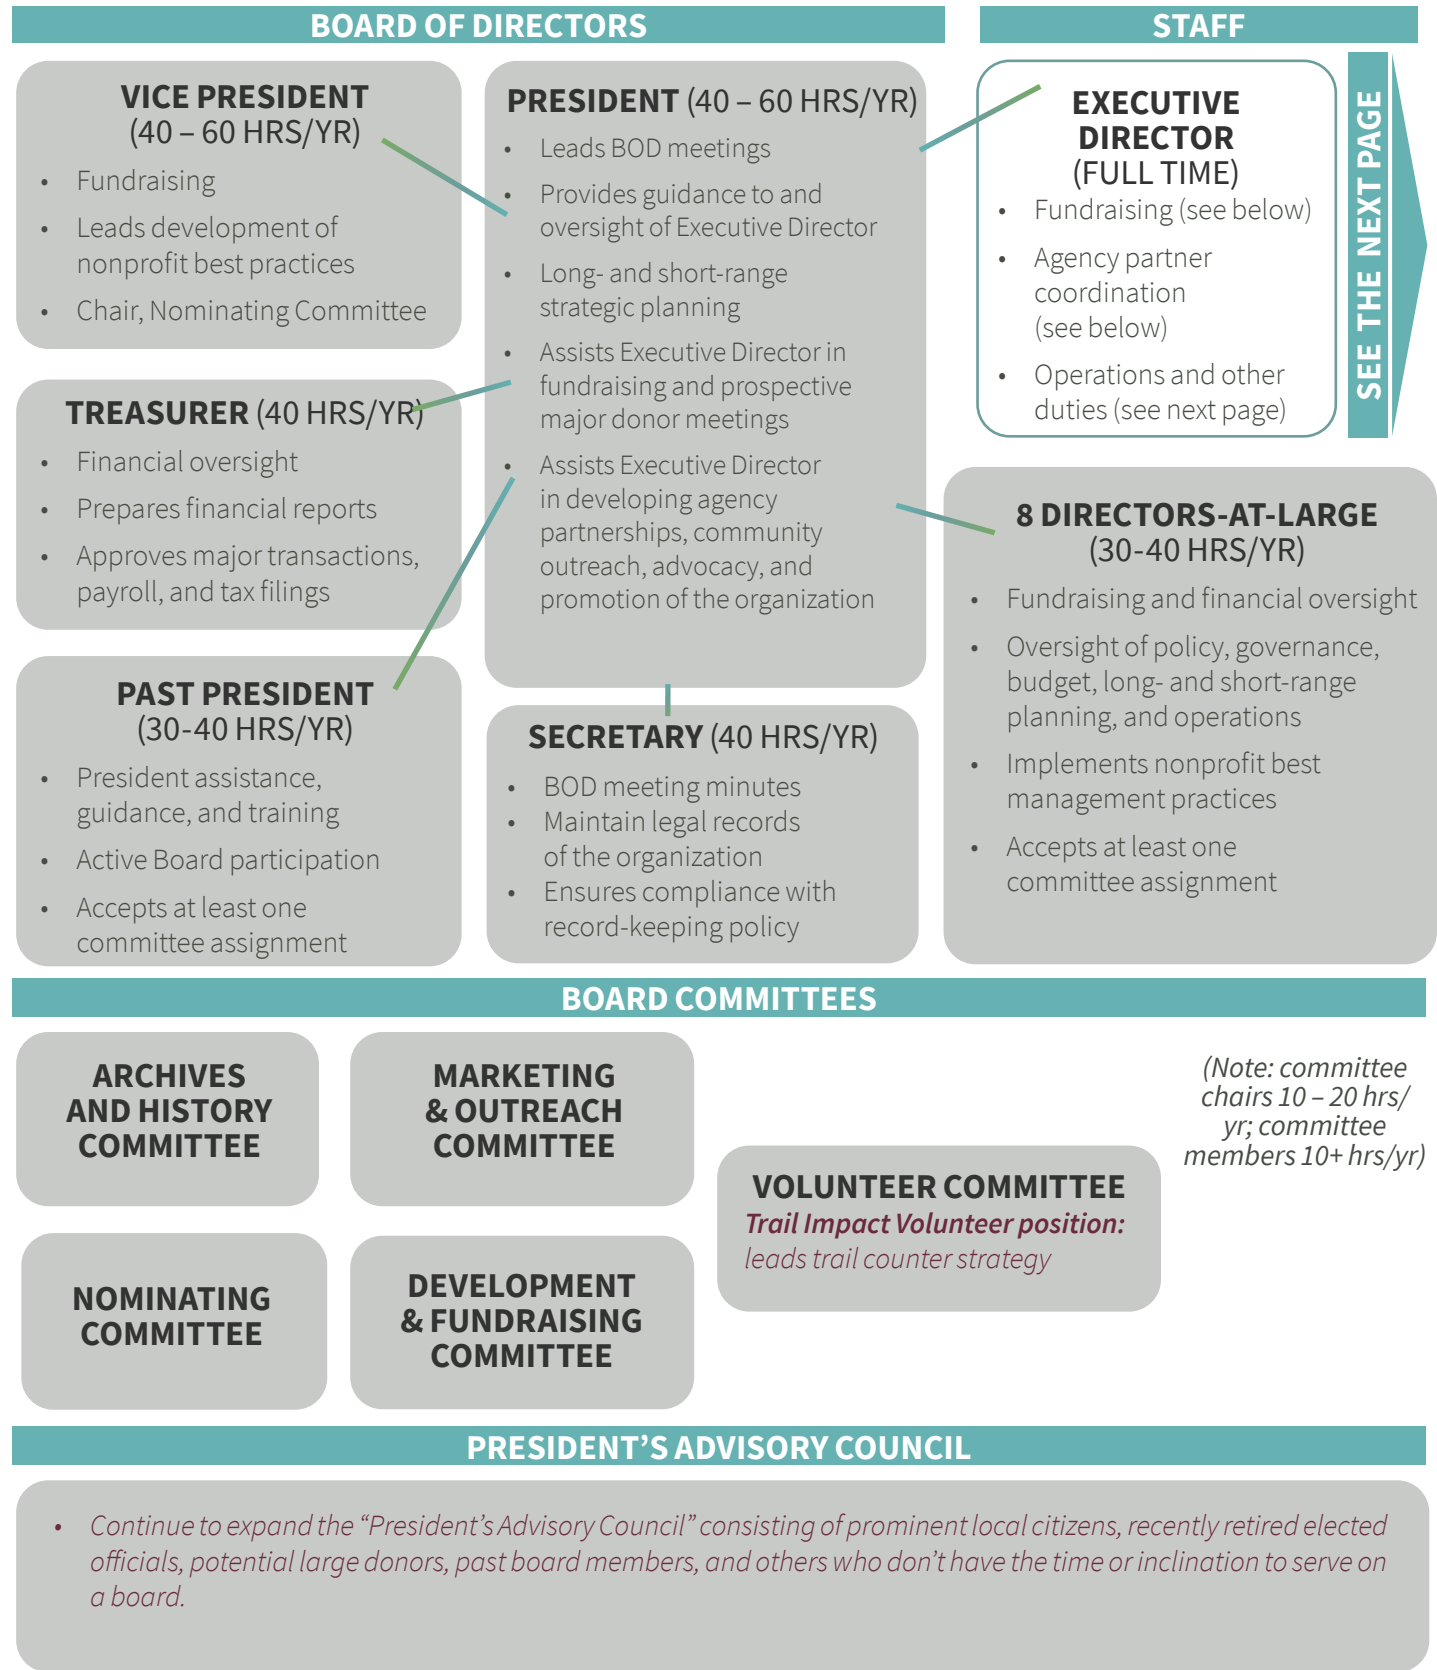 BOARD OF DIRECTORS
STAFF
VICE PRESIDENT
(40 – 60 HRS/YR)
• Fundraising
• Leads development of
nonprofit best practices
• Chair, Nominating Committee
TREASURER (40 HRS/YR)
• Financial oversight
• Prepares financial reports
• Approves major transactions,
payroll, and tax filings
PAST PRESIDENT
(30-40 HRS/YR)
• President assistance,
guidance, and training
• Active Board participation
• Accepts at least one
committee assignment
PRESIDENT (40 – 60 HRS/YR)
• Leads BOD meetings
• Provides guidance to and
oversight of Executive Director
• Long- and short-range
strategic planning
• Assists Executive Director in
fundraising and prospective
major donor meetings
• Assists Executive Director
in developing agency
partnerships, community
outreach, advocacy, and
promotion of the organization
SECRETARY (40 HRS/YR)
• BOD meeting minutes
• Maintain legal records
of the organization
• Ensures compliance with
record-keeping policy
EXECUTIVE
DIRECTOR
(FULL TIME)
• Fundraising (see below)
• Agency partner
coordination
(see below)
• Operations and other
duties (see next page)
SEE THE NEXT PAGE
8 DIRECTORS-AT-LARGE
(30-40 HRS/YR)
• Fundraising and financial oversight
• Oversight of policy, governance,
budget, long- and short-range
planning, and operations
• Implements nonprofit best
management practices
• Accepts at least one
committee assignment
BOARD COMMITTEES
ARCHIVES
AND HISTORY
COMMITTEE
MARKETING
& OUTREACH
COMMITTEE
NOMINATING
COMMITTEE
DEVELOPMENT
& FUNDRAISING
COMMITTEE
VOLUNTEER COMMITTEE
Trail Impact Volunteer position:
leads trail counter strategy
(Note: committee
chairs 10 – 20 hrs/
yr; committee
members 10+ hrs/yr)
PRESIDENT’S ADVISORY COUNCIL
• Continue to expand the “President’s Advisory Council” consisting of prominent local citizens, recently retired elected
officials, potential large donors, past board members, and others who don’t have the time or inclination to serve on
a board.